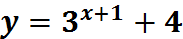 y = 3^{x+1} + 4